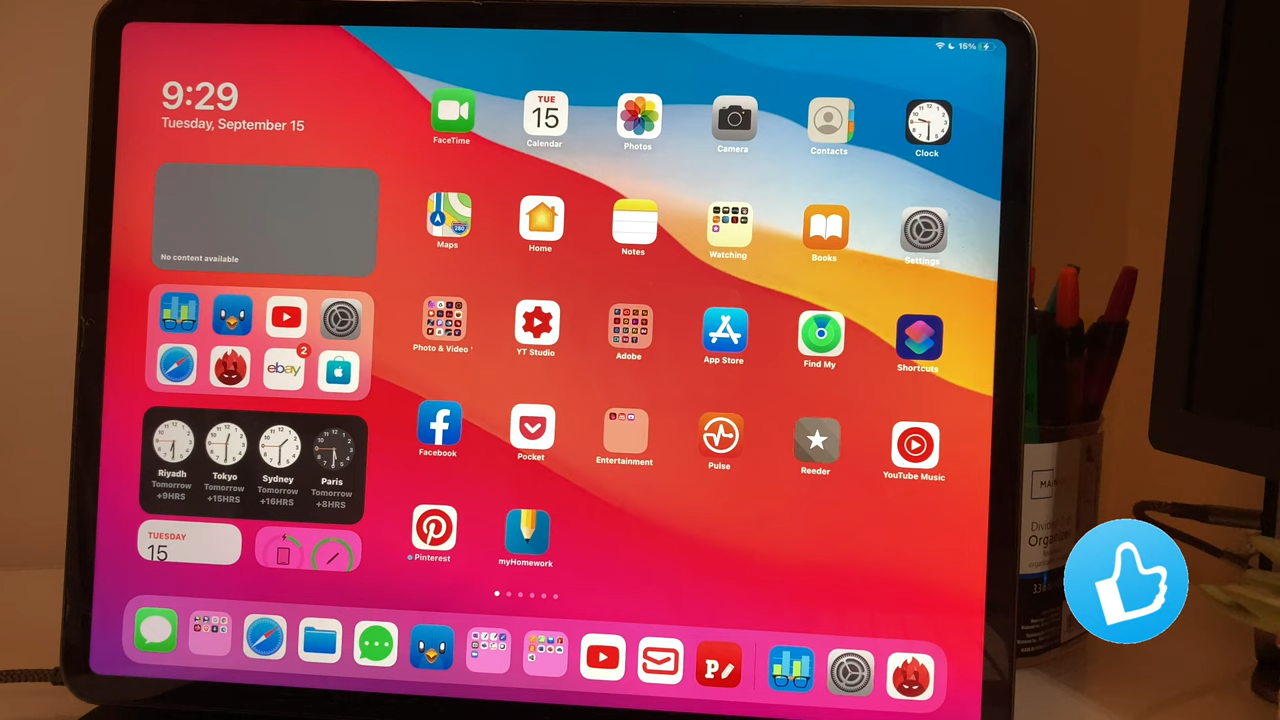 15%
9:29
Tuesday, September 15
No content available
TUE
15
FaceTime
Calendar
Photos
Camera
Contacts
Clock
280
Maps
Home
Notes
Watching
Books
Settings
Photo & Video
YT Studio
Adobe
App Store
Find My
Shortcuts
ebay
2
Facebook
Pocket
Entertainment
Pulse
Reeder
YouTube Music
Riyadh
Tomorrow
+9HRS
Tokyo
Tomorrow
+15HRS
Sydney
Tomorrow
+16HRS
Paris
Tomorrow
+8HRS
TUESDAY
15
Pinterest
myHomework
MAIN
Organizer